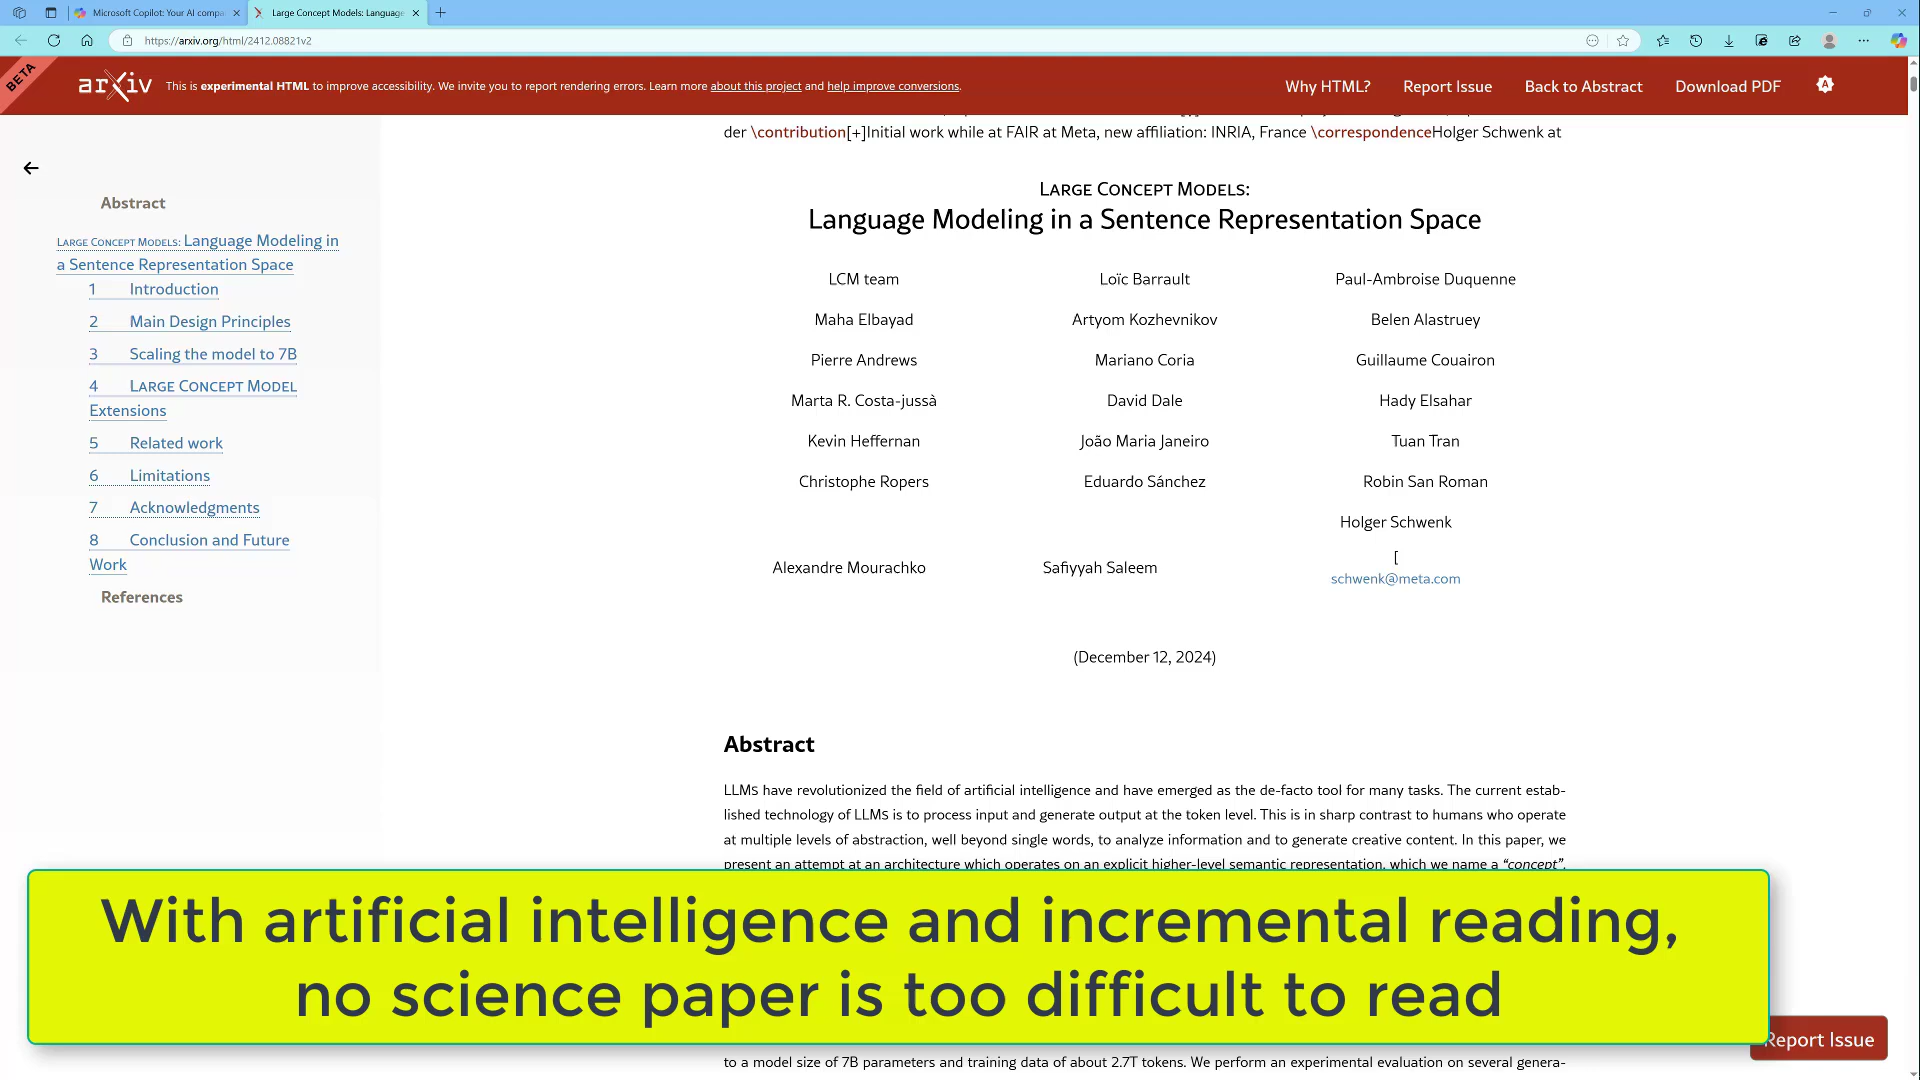 Microsoft Copilot: Your AI compa
Large Concept Models: Language
https://arxiv.org/html/2412.08821v2
BETA
arXiv
This is experimental HTML to improve accessibility. We invite you to report rendering errors. Learn more about this project and help improve conversions.
Why HTML?
Report Issue
Back to Abstract
Download PDF
Abstract
Large Concept Models: Language Modeling in
a Sentence Representation Space
1 Introduction
2 Main Design Principles
3 Scaling the model to 7B
4 Large Concept Model
Extensions
5 Related work
6 Limitations
7 Acknowledgments
8 Conclusion and Future
Work
References
der \contribution[+]Initial work while at FAIR at Meta, new affiliation: INRIA, France \correspondenceHolger Schwenk at
Large Concept Models:
Language Modeling in a Sentence Representation Space
LCM team Loïc Barrault Paul-Ambroise Duquenne
Maha Elbayad Artyom Kozhevnikov Belen Alastruey
Pierre Andrews Mariano Coria Guillaume Couairon
Marta R. Costa-jussà David Dale Hady Elsahar
Kevin Heffernan João Maria Janeiro Tuan Tran
Christophe Ropers Eduardo Sánchez Robin San Roman
Holger Schwenk
[
Alexandre Mourachko Safiyyah Saleem
schwenk@meta.com
(December 12, 2024)
Abstract
LLMs have revolutionized the field of artificial intelligence and have emerged as the de-facto tool for many tasks. The current estab-
lished technology of LLMs is to process input and generate output at the token level. This is in sharp contrast to humans who operate
at multiple levels of abstraction, well beyond single words, to analyze information and to generate creative content. In this paper, we
present an attempt at an architecture which operates on an explicit higher-level semantic representation, which we name a “concept”.
With artificial intelligence and incremental reading,
no science paper is too difficult to read
Report Issue
to a model size of 7B parameters and training data of about 2.7T tokens. We perform an experimental evaluation on several genera-